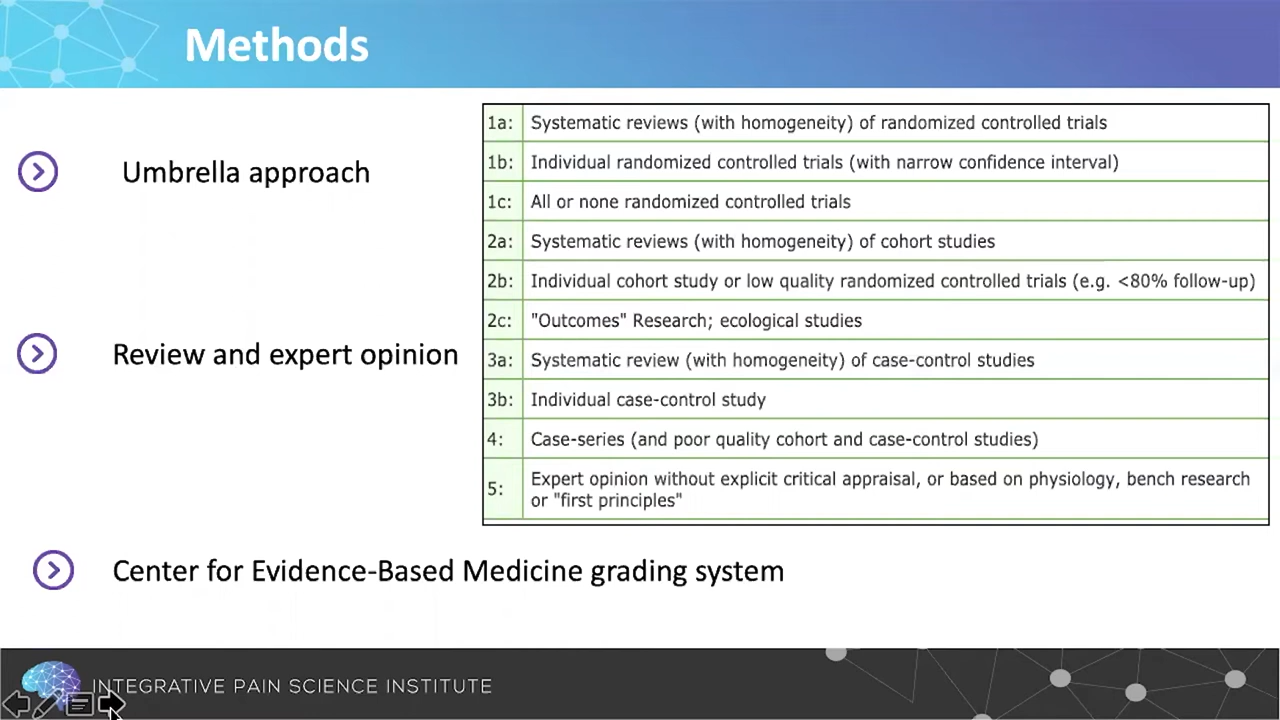 Methods
Umbrella approach
Review and expert opinion
1a: Systematic reviews (with homogeneity) of randomized controlled trials
1b: Individual randomized controlled trials (with narrow confidence interval)
1c: All or none randomized controlled trials
2a: Systematic reviews (with homogeneity) of cohort studies
2b: Individual cohort study or low quality randomized controlled trials (e.g. <80% follow-up)
2c: "Outcomes" Research; ecological studies
3a: Systematic review (with homogeneity) of case-control studies
3b: Individual case-control study
4: Case-series (and poor quality cohort and case-control studies)
5: Expert opinion without explicit critical appraisal, or based on physiology, bench research
or "first principles"
Center for Evidence-Based Medicine grading system
INTEGRATIVE PAIN SCIENCE INSTITUTE